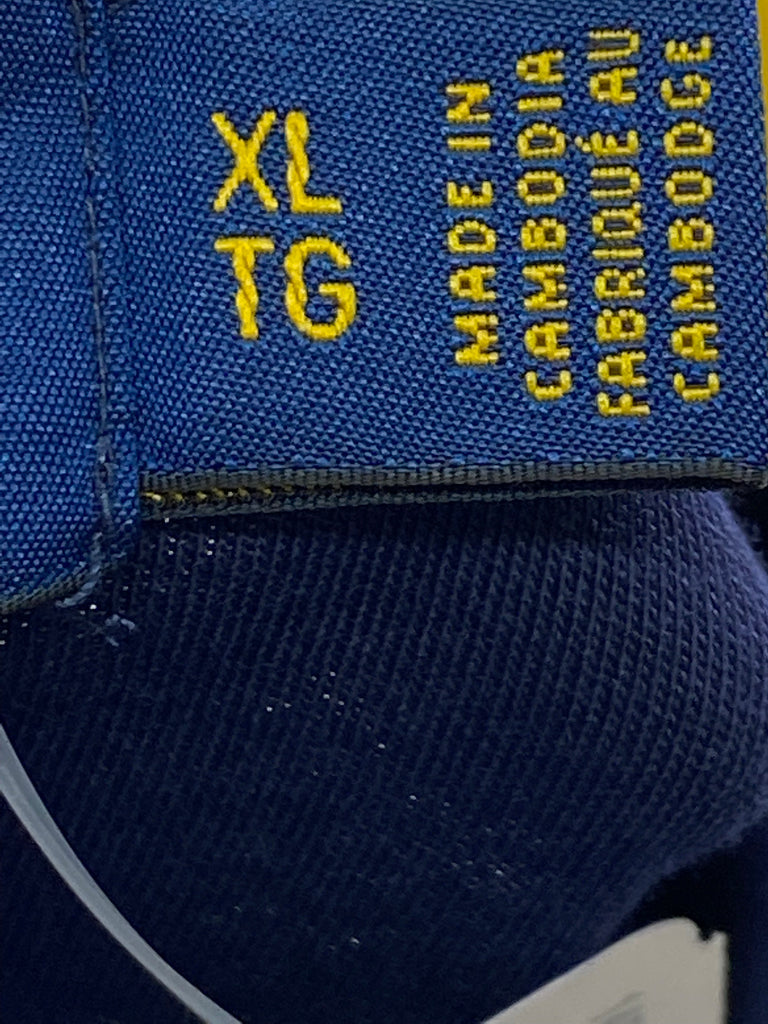 XL
TG
MADE IN
CAMBODIA
FABRIQUÉ AU
CAMBODGE